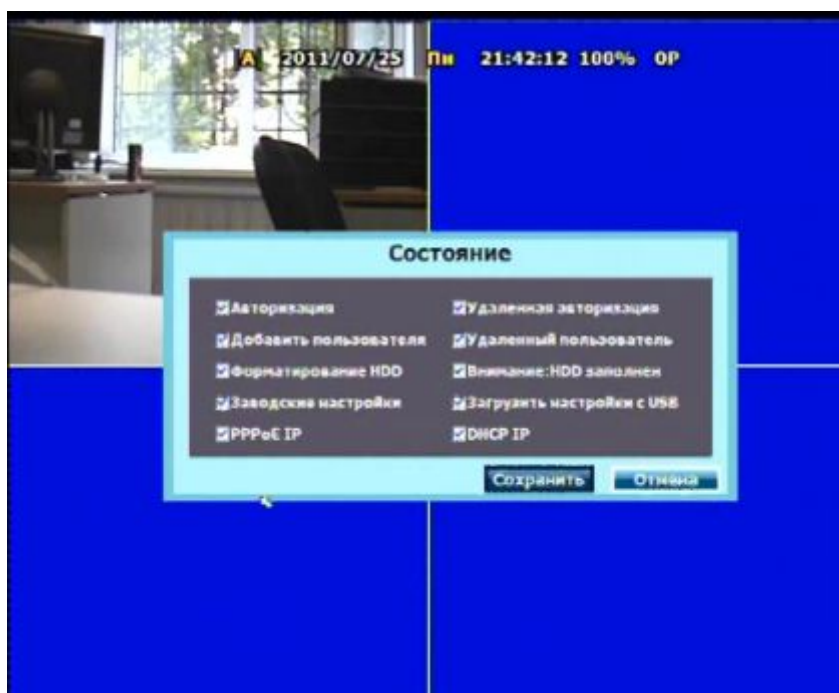 [A] 2011/07/25 Пн 21:42:12 100% OP
Состояние
Авторизация
Удаленная авторизация
Добавить пользователя
Удаленный пользователь
Форматирование HDD
Внимание:HDD заполнен
Заводские настройки
Загрузить настройки с USB
PPPoE IP
DHCP IP
Сохранить
Отмена